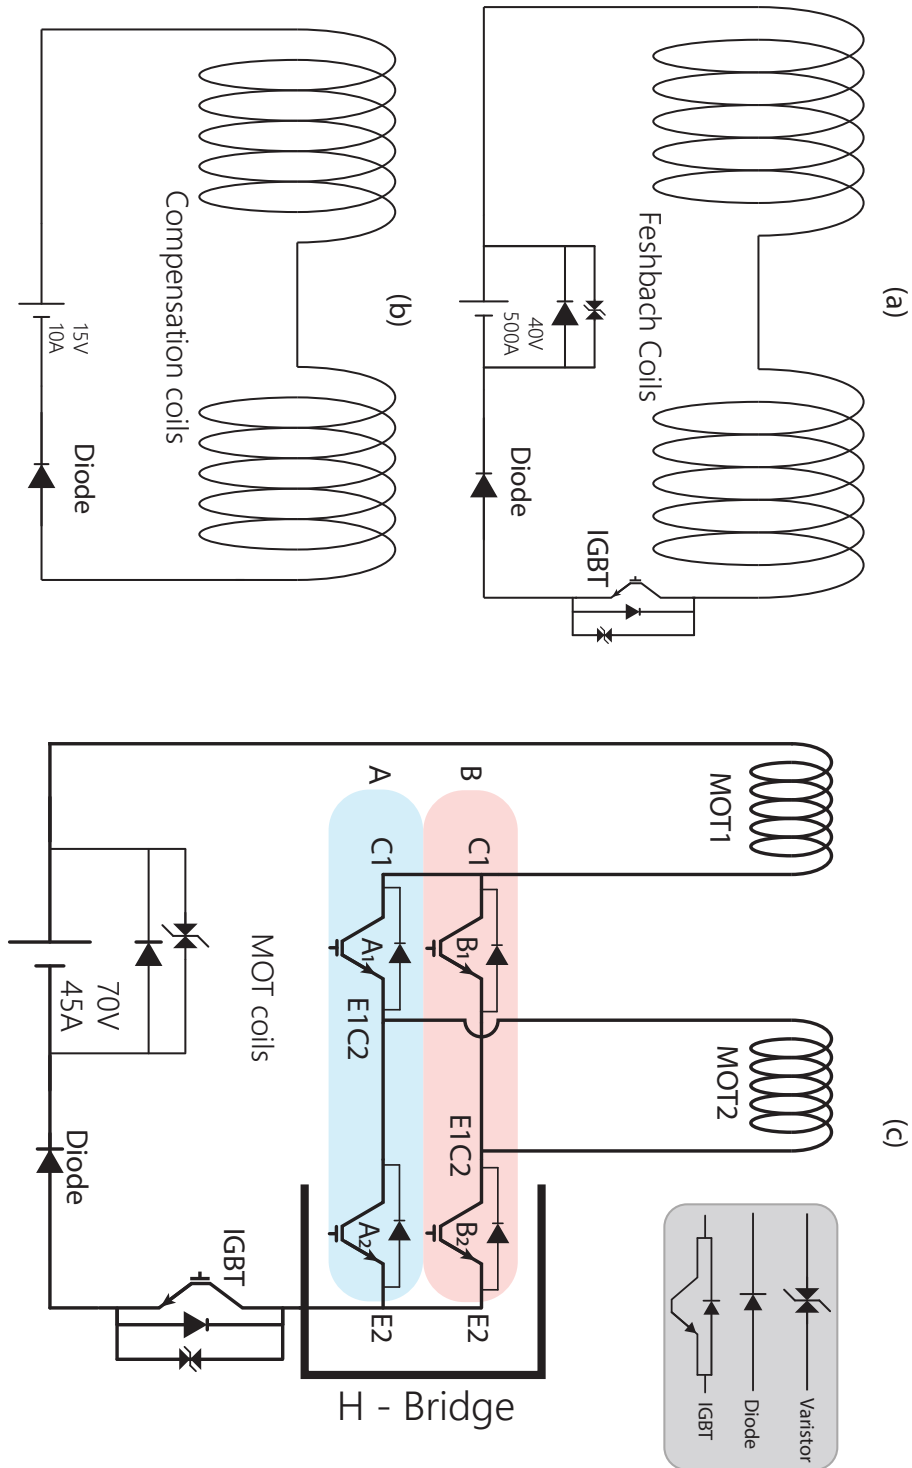 (a)
Feshbach Coils
40V
500A
Diode
IGBT
(b)
Compensation coils
15V
10A
Diode
(c)
MOT1
MOT2
B
C1
B1
E1C2
B2
E2
A
C1
A1
E1C2
A2
E2
H - Bridge
MOT coils
70V
45A
Diode
IGBT
Varistor
Diode
IGBT